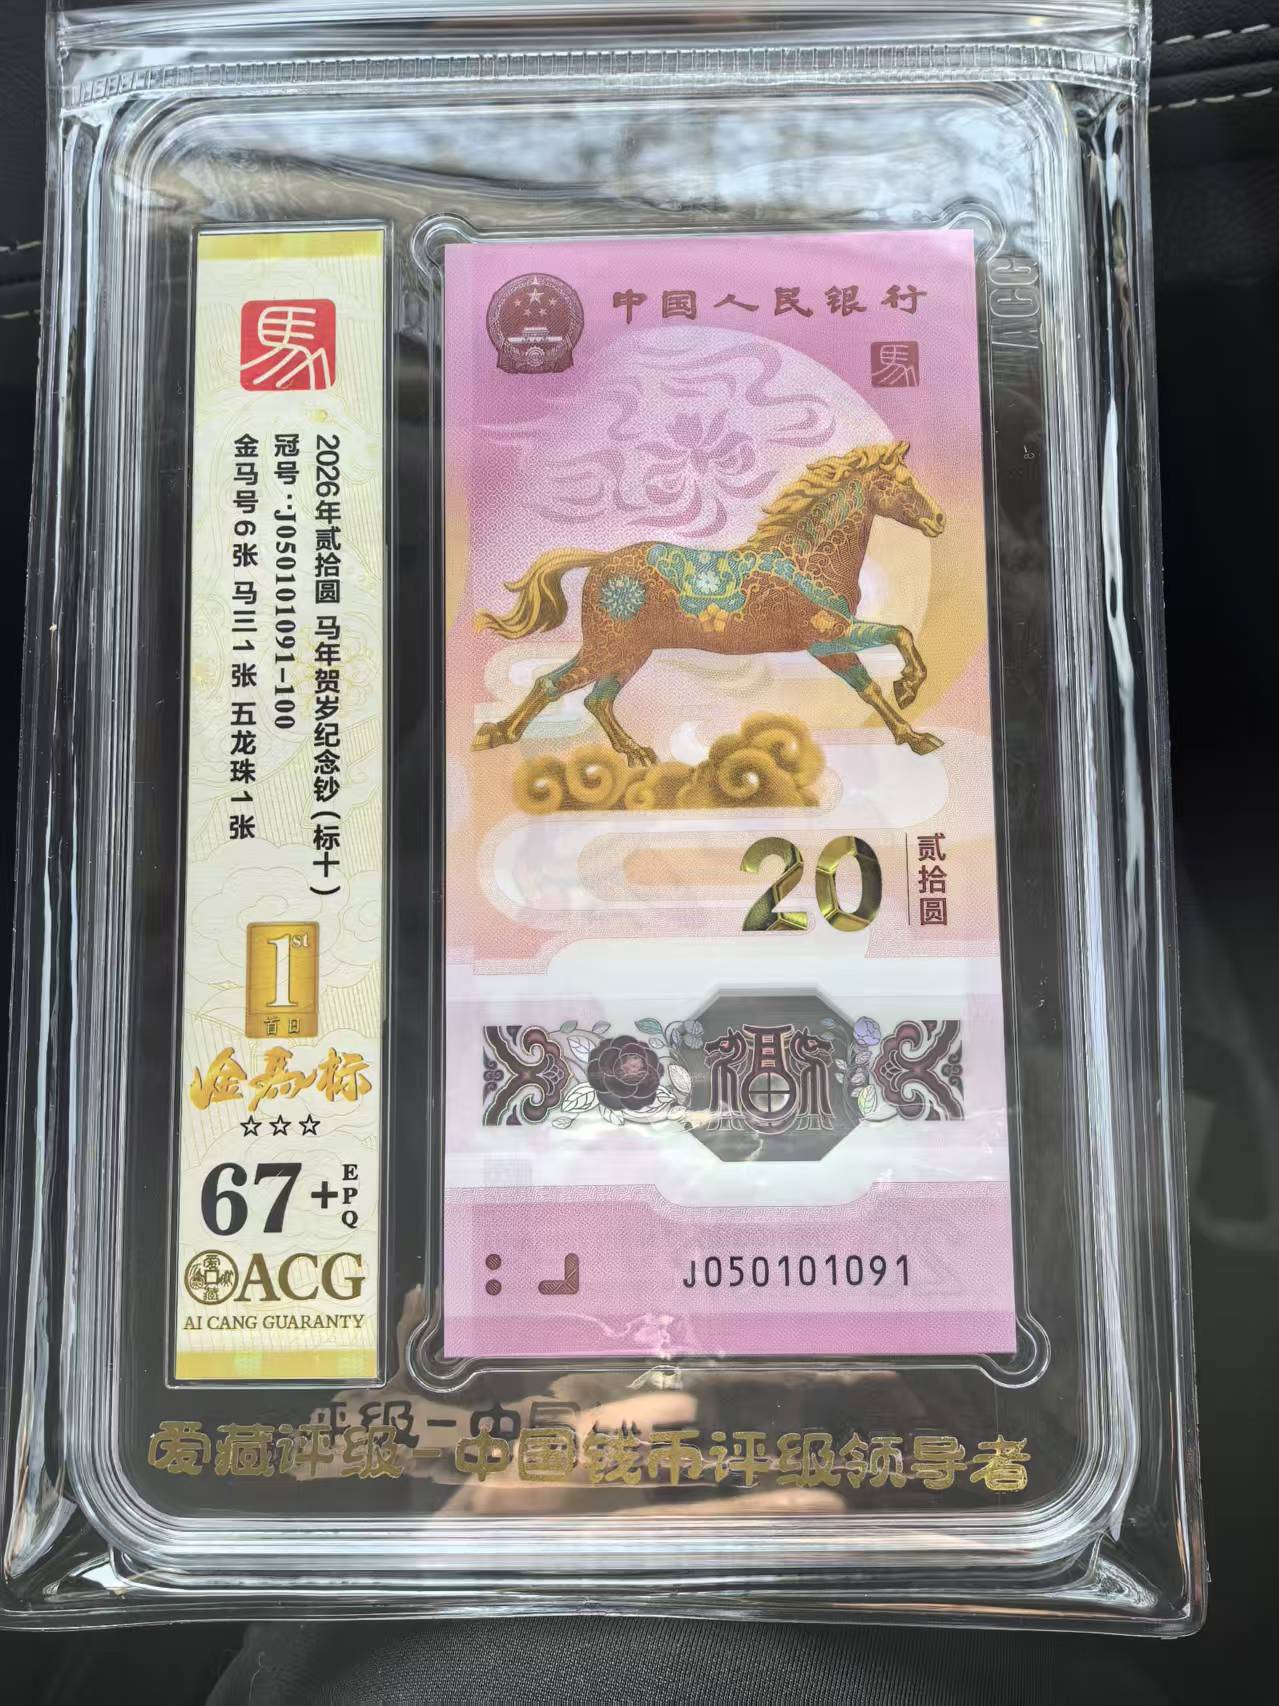 馬
2026年贰拾圆 马年贺岁纪念钞(标十)
冠号:J050101091-100
金马号6张 马三1张 五龙珠1张
1st
首日
金马标
☆☆☆
67+EPQ
爱藏
ACG
AI CANG GUARANTY
中国人民银行
馬
20
贰拾圆
J050101091
ACG
爱藏评级-中国钱币评级领导者